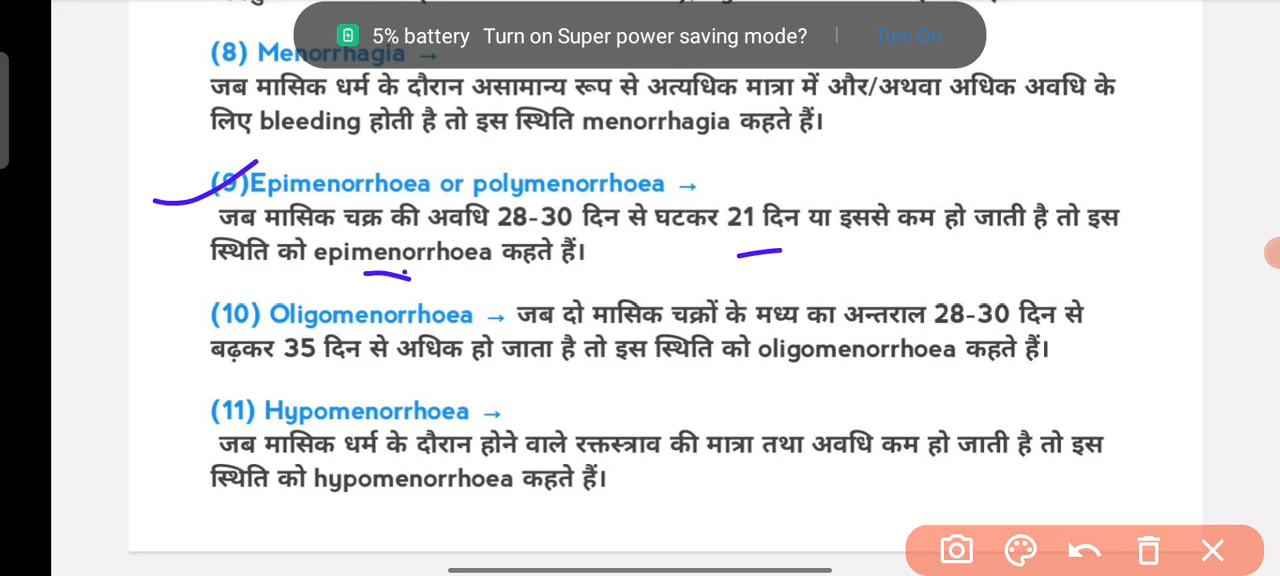 5% battery Turn on Super power saving mode? | Turn On
(8) Menorrhagia →
जब मासिक धर्म के दौरान असामान्य रूप से अत्यधिक मात्रा में और/अथवा अधिक अवधि के
लिए bleeding होती है तो इस स्थिति menorrhagia कहते हैं।
(9)Epimenorrhoea or polymenorrhoea →
जब मासिक चक्र की अवधि 28-30 दिन से घटकर 21 दिन या इससे कम हो जाती है तो इस
स्थिति को epimenorrhoea कहते हैं।
(10) Oligomenorrhoea → जब दो मासिक चक्रों के मध्य का अन्तराल 28-30 दिन से
बढ़कर 35 दिन से अधिक हो जाता है तो इस स्थिति को oligomenorrhoea कहते हैं।
(11) Hypomenorrhoea →
जब मासिक धर्म के दौरान होने वाले रक्तस्त्राव की मात्रा तथा अवधि कम हो जाती है तो इस
स्थिति को hypomenorrhoea कहते हैं।